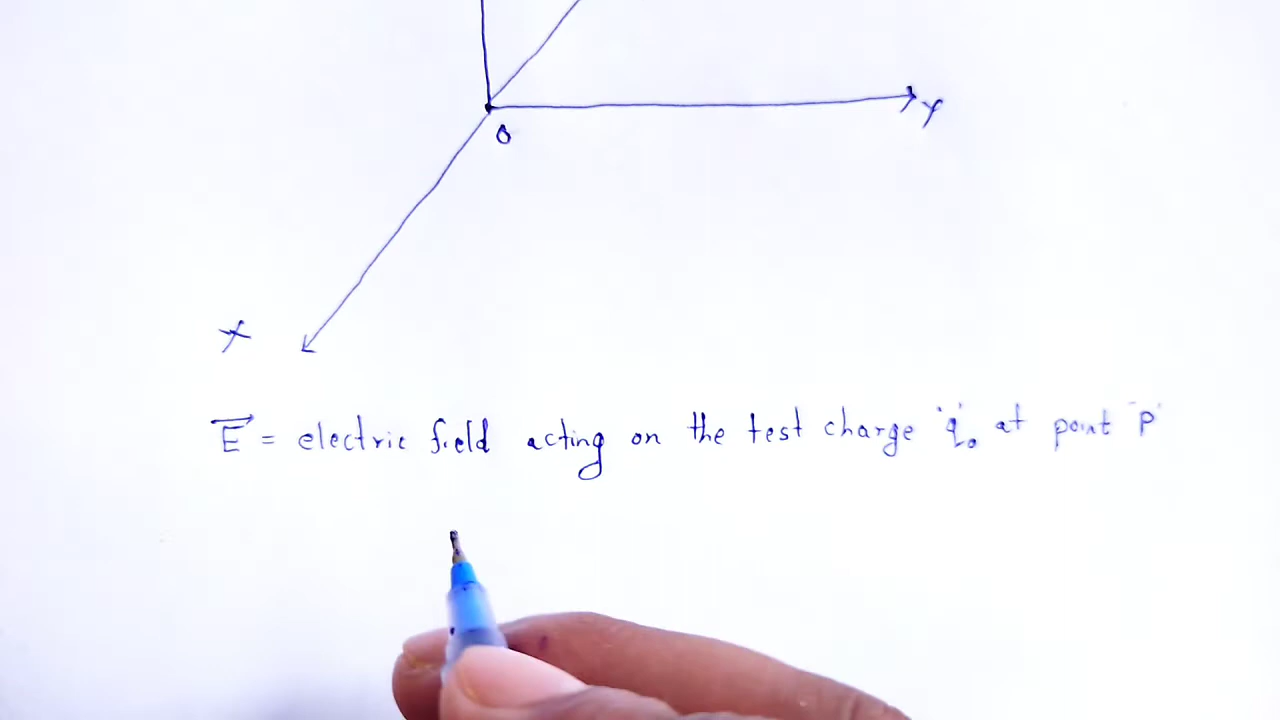 Y
O
X
E = electric field acting on the test charge 'q₀' at point 'P'